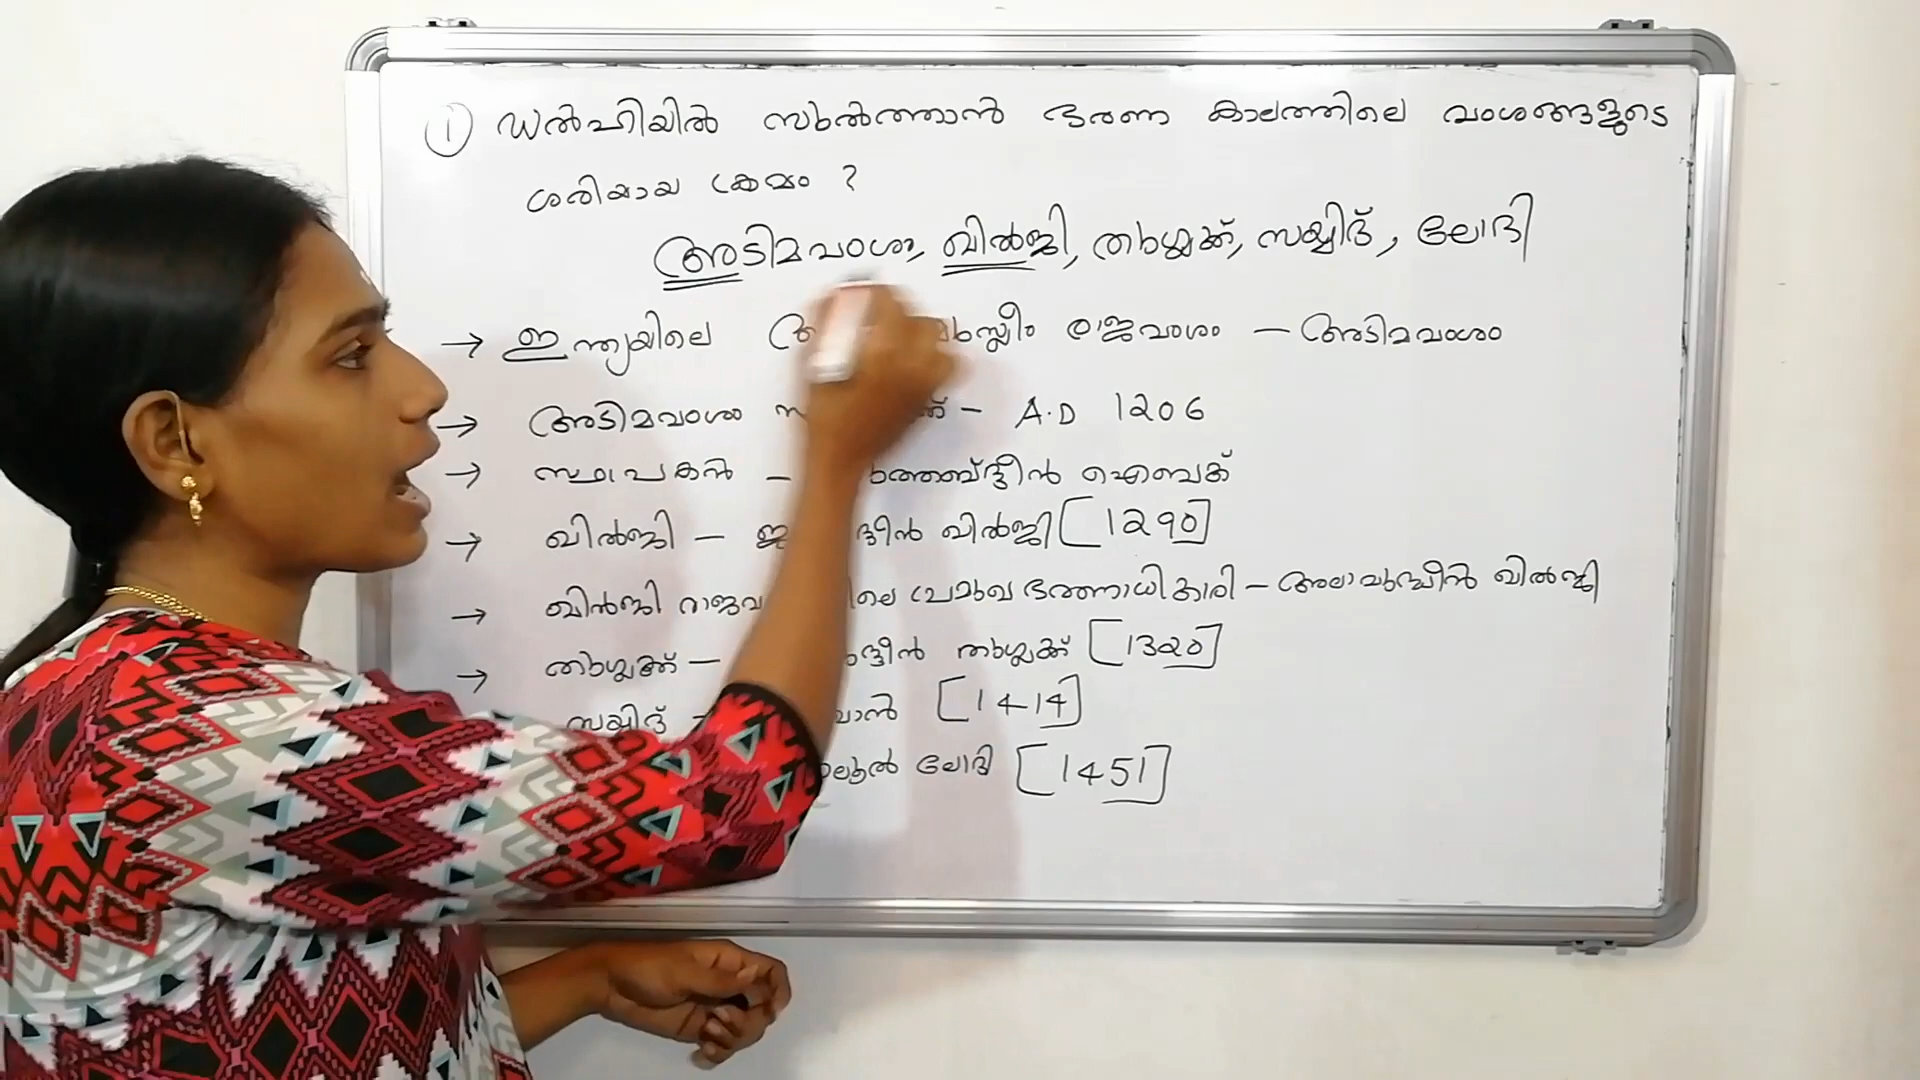 ① ഡൽഹിയിൽ സുൽത്താൻ ഭരണ കാലത്തിലെ വംശങ്ങളുടെ
ശരിയായ ക്രമം ?
അടിമവംശം, ഖിൽജി, തുഗ്ലക്ക്, സയ്യിദ്, ലോദി
→ ഇന്ത്യയിലെ മുസ്ലീം രാജവംശം – അടിമവംശം
→ അടിമവംശം – A.D 1206
→ സ്ഥാപകൻ – ഐബക്
→ ഖിൽജി – ഖിൽജി [1290]
→ ഖിൽജി പ്രമുഖ ഭരണാധികാരി – അലാവുദ്ധീൻ ഖിൽജി
→ തുഗ്ലക്ക് – തുഗ്ലക്ക് [1320]
സയ്യിദ് – [1414]
ലോദി [1451]